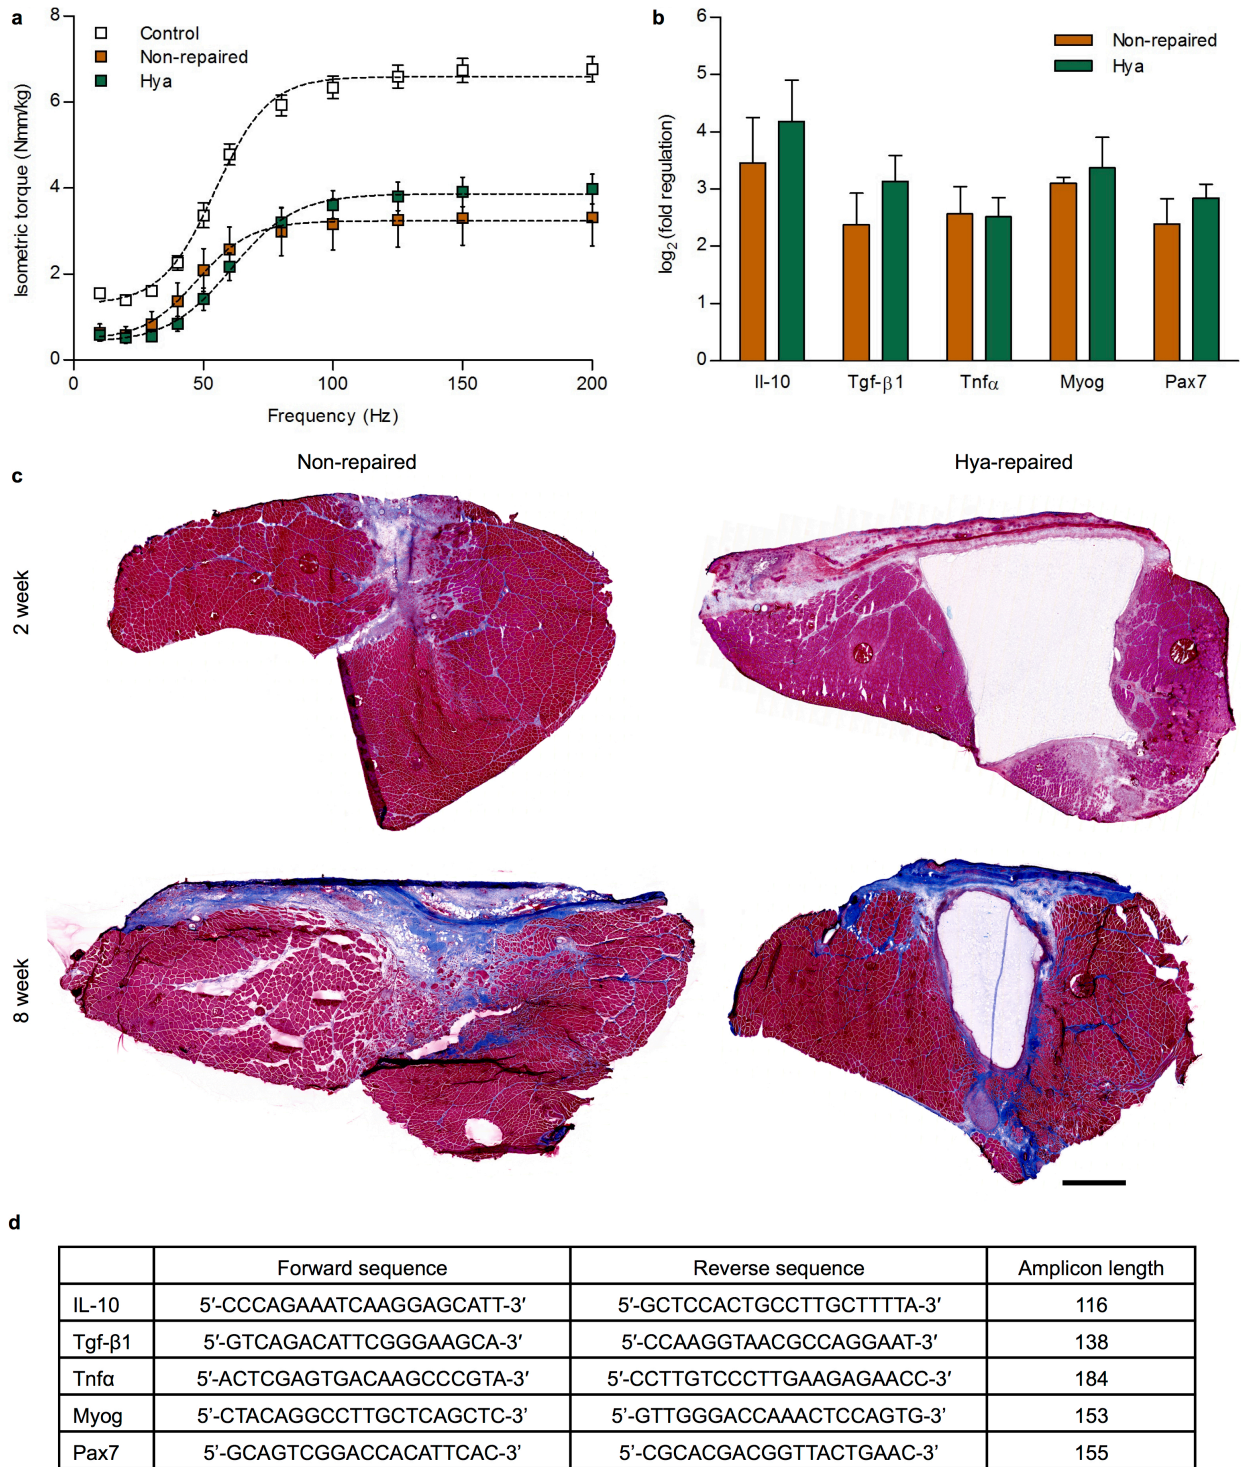 a
8
6
4
2
0
Isometric torque (Nmm/kg)
Control
Non-repaired
Hya
0 50 100 150 200
Frequency (Hz)
b
6
5
4
3
2
1
0
log2 (fold regulation)
Non-repaired
Hya
Il-10 Tgf-β1 Tnfα Myog Pax7
c
Non-repaired Hya-repaired
2 week
8 week
d
Forward sequence Reverse sequence Amplicon length
IL-10 5′-CCCAGAAATCAAGGAGCATT-3′ 5′-GCTCCACTGCCTTGCTTTTA-3′ 116
Tgf-β1 5′-GTCAGACATTCGGGAAGCA-3′ 5′-CCAAGGTAACGCCAGGAAT-3′ 138
Tnfα 5′-ACTCGAGTGACAAGCCCGTA-3′ 5′-CCTTGTCCCTTGAAGAGAACC-3′ 184
Myog 5’-CTACAGGCCTTGCTCAGCTC-3’ 5’-GTTGGGACCAAACTCCAGTG-3’ 153
Pax7 5’-GCAGTCGGACCACATTCAC-3’ 5’-CGCACGACGGTTACTGAAC-3’ 155